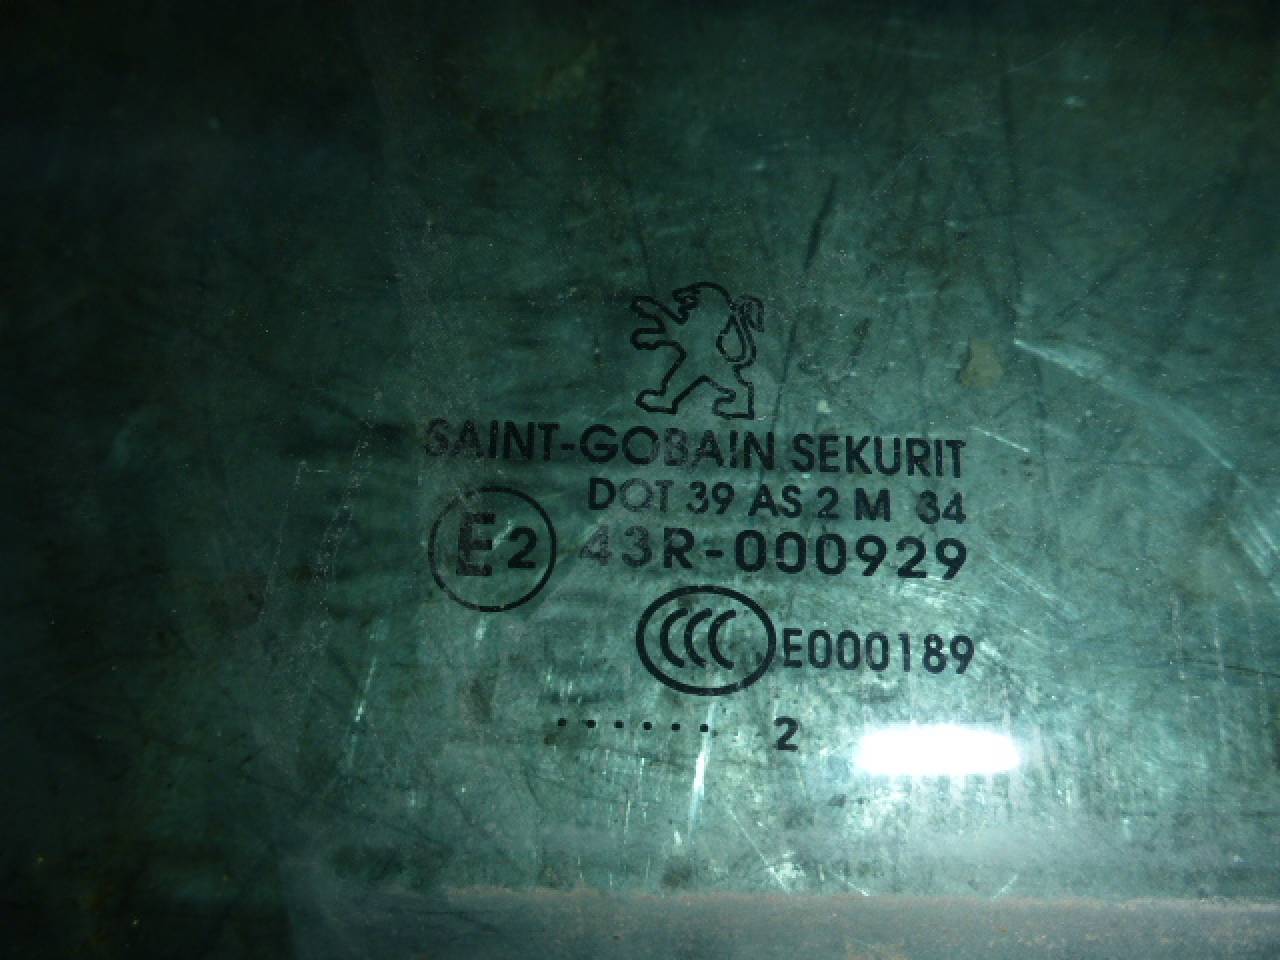 SAINT-GOBAIN SEKURIT
DOT 39 AS 2 M 34
E2 43R-000929
CCC E000189
. . . . . . 2